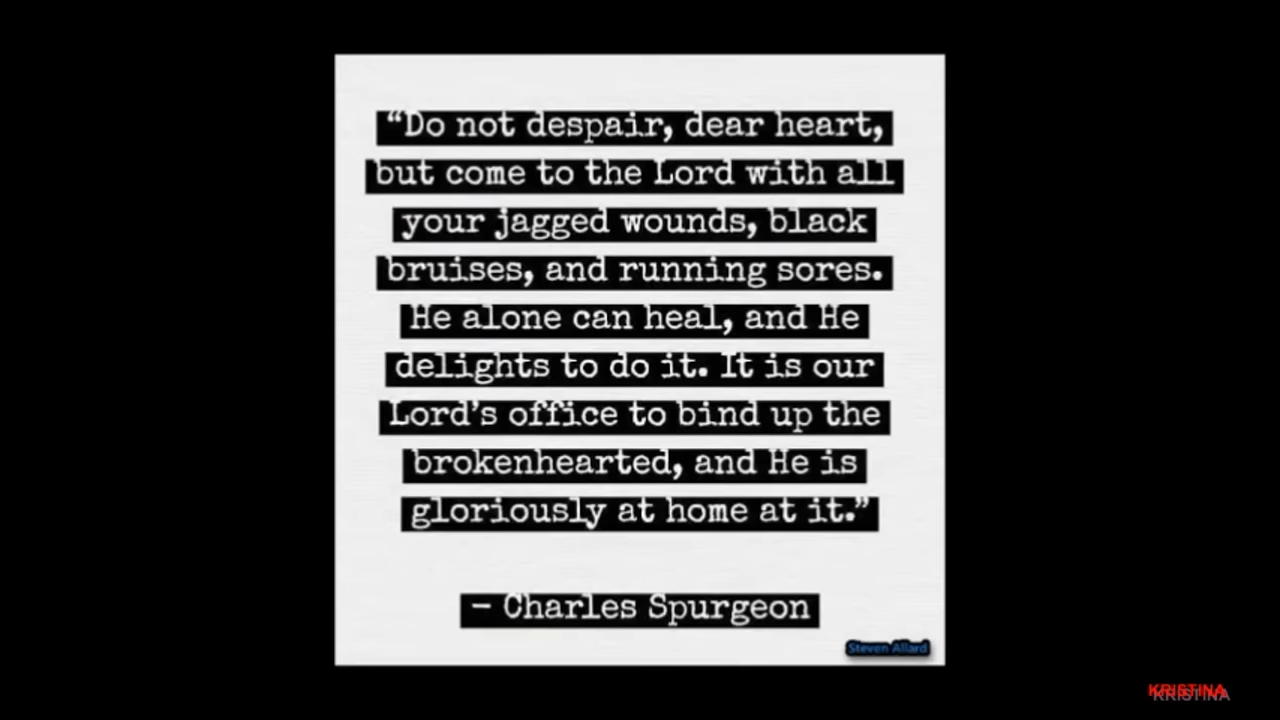 “Do not despair, dear heart,
but come to the Lord with all
your jagged wounds, black
bruises, and running sores.
He alone can heal, and He
delights to do it. It is our
Lord’s office to bind up the
brokenhearted, and He is
gloriously at home at it.”
– Charles Spurgeon
Steven Allard
KRISTINA
KRISTINA